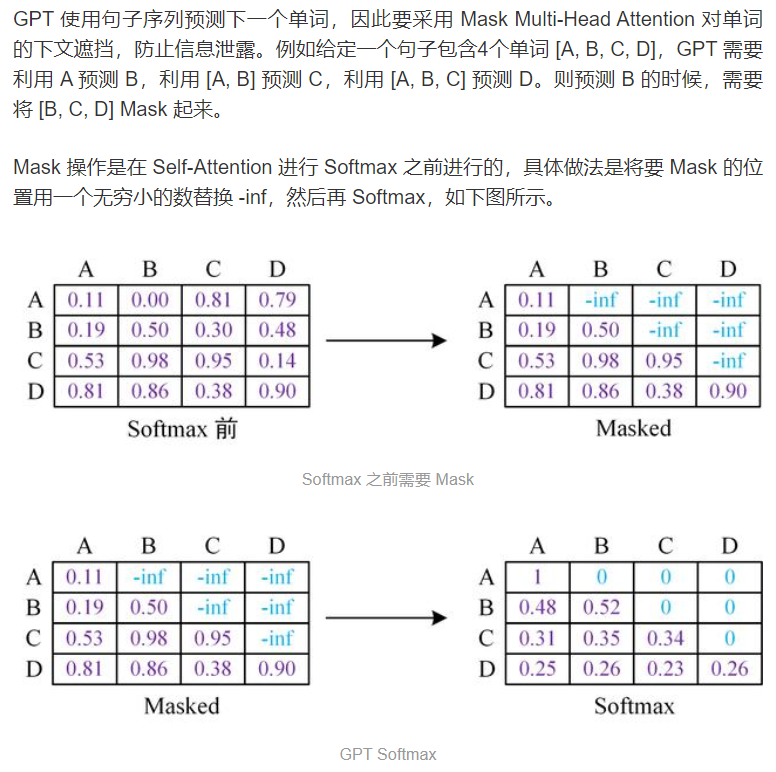 GPT 使用句子序列预测下一个单词，因此要采用 Mask Multi-Head Attention 对单词
的下文遮挡，防止信息泄露。例如给定一个句子包含4个单词 [A, B, C, D]，GPT 需要
利用 A 预测 B，利用 [A, B] 预测 C，利用 [A, B, C] 预测 D。则预测 B 的时候，需要
将 [B, C, D] Mask 起来。
Mask 操作是在 Self-Attention 进行 Softmax 之前进行的，具体做法是将要 Mask 的位
置用一个无穷小的数替换 -inf，然后再 Softmax，如下图所示。
A B C D
A 0.11 0.00 0.81 0.79
B 0.19 0.50 0.30 0.48
C 0.53 0.98 0.95 0.14
D 0.81 0.86 0.38 0.90
Softmax 前
A B C D
A 0.11 -inf -inf -inf
B 0.19 0.50 -inf -inf
C 0.53 0.98 0.95 -inf
D 0.81 0.86 0.38 0.90
Masked
Softmax 之前需要 Mask
A B C D
A 0.11 -inf -inf -inf
B 0.19 0.50 -inf -inf
C 0.53 0.98 0.95 -inf
D 0.81 0.86 0.38 0.90
Masked
A B C D
A 1 0 0 0
B 0.48 0.52 0 0
C 0.31 0.35 0.34 0
D 0.25 0.26 0.23 0.26
Softmax
GPT Softmax